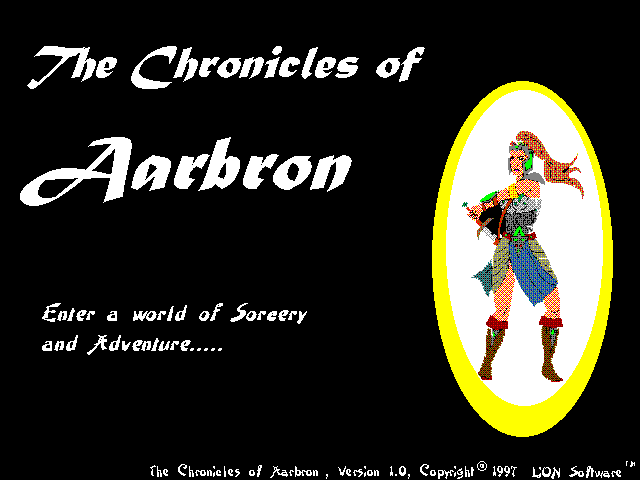 The Chronicles of
Aarbron
Enter a world of Sorcery
and Adventure.....
The Chronicles of Aarbron , Version 1.0, Copyright® 1997 LION Software™